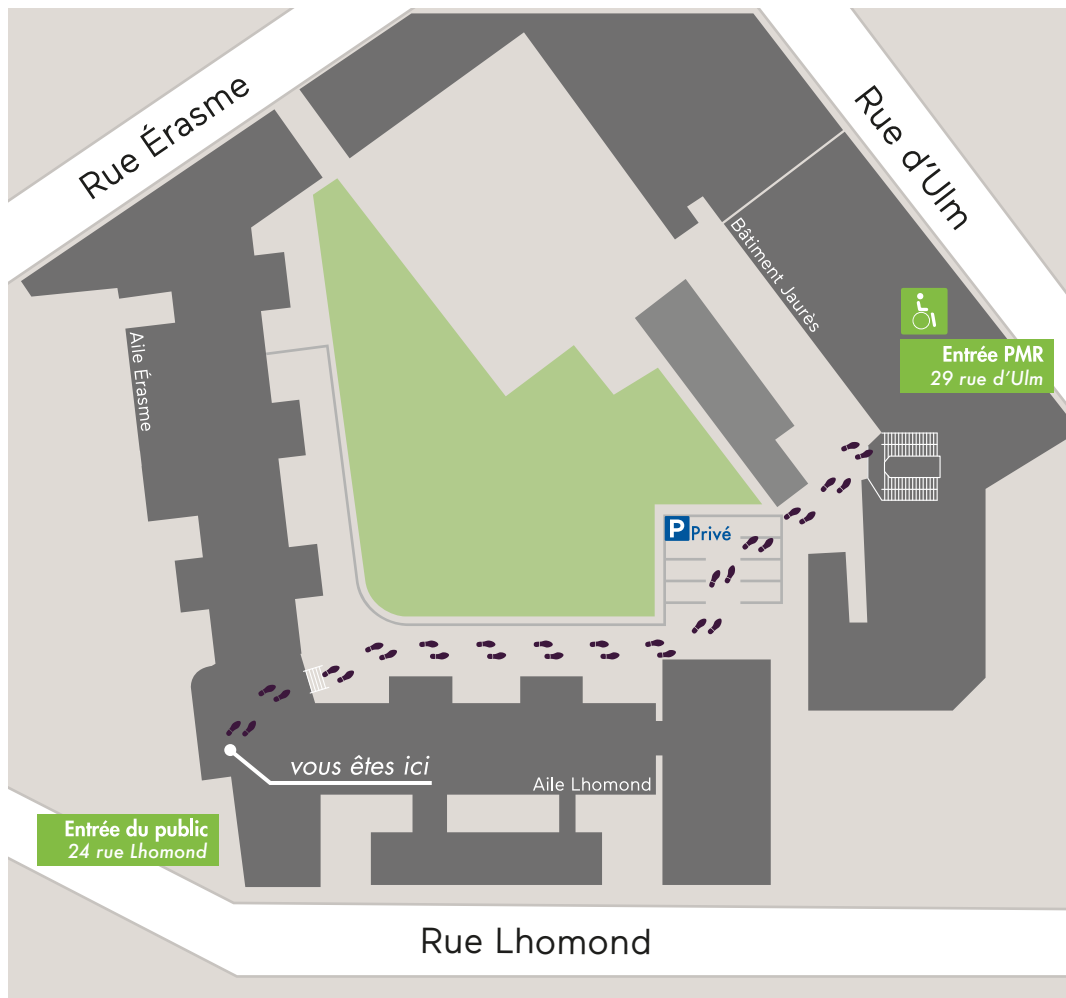 Rue Érasme
Rue d'Ulm
Bâtiment Jaurès
Aile Érasme
Entrée PMR
29 rue d'Ulm
P Privé
vous êtes ici
Aile Lhomond
Entrée du public
24 rue Lhomond
Rue Lhomond